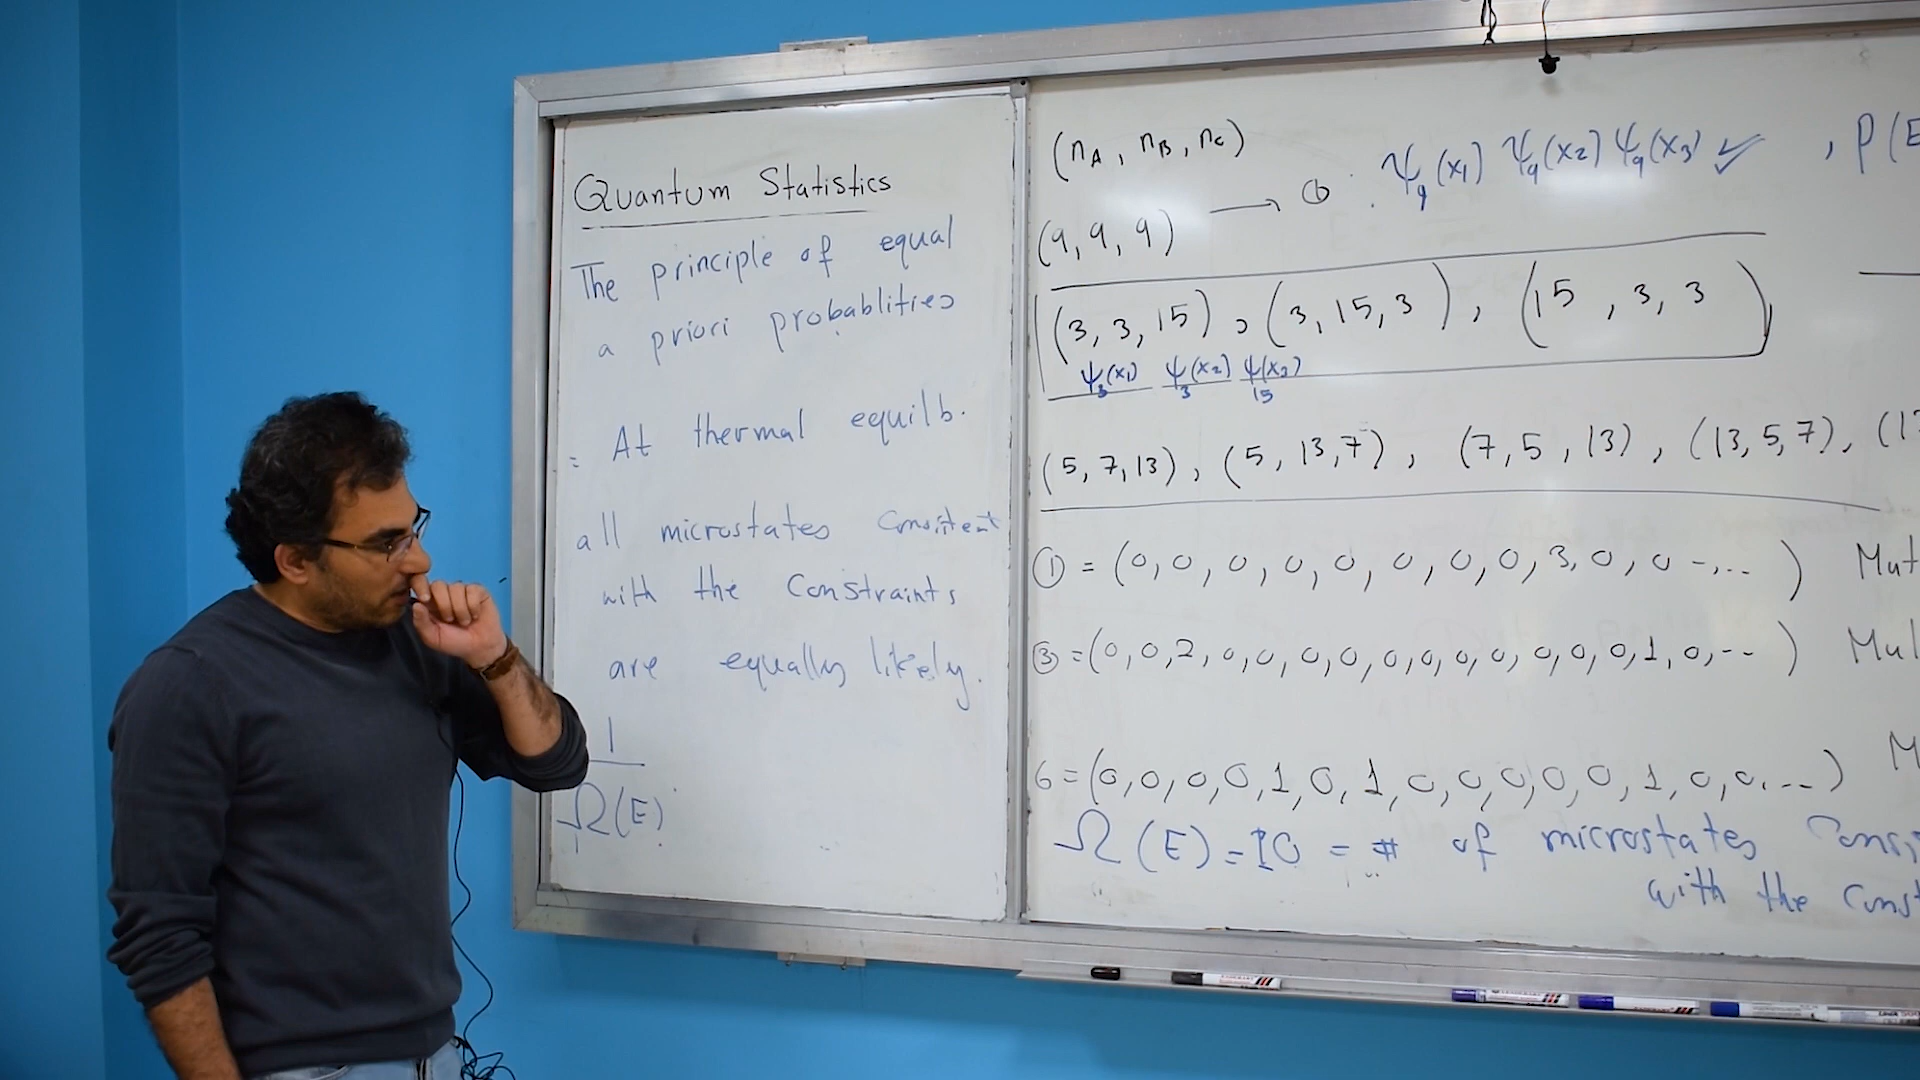 Quantum Statistics
The principle of equal
a priori probablities
= At thermal equilb.
all microstates Consistent
with the Constraints
are equally likely.
1
Ω(E)
(nA, nB, nC)
(9, 9, 9) → ① : ψ9(x1) ψ9(x2) ψ9(x3) ✓, P(E
(3, 3, 15), (3, 15, 3), (15, 3, 3)
ψ3(x1) ψ3(x2) ψ15(x3)
(5, 7, 13), (5, 13, 7), (7, 5, 13), (13, 5, 7), (1
① = (0, 0, 0, 0, 0, 0, 0, 0, 3, 0, 0 -,... )
③ = (0, 0, 2, 0, 0, 0, 0, 0, 0, 0, 0, 0, 0, 0, 1, 0, -- )
6 = (0, 0, 0, 0, 1, 0, 1, 0, 0, 0, 0, 0, 1, 0, 0, ... ) M
Ω(E) = 10 = # of microstates Consi
with the Const